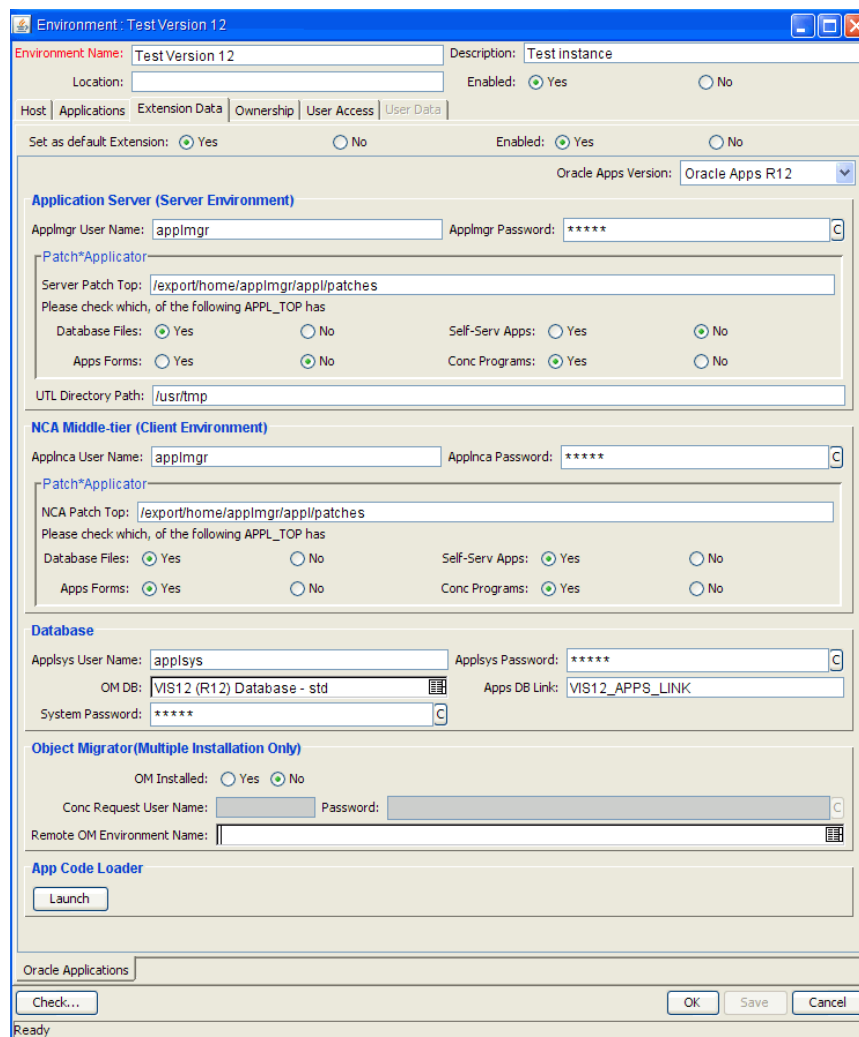 Environment : Test Version 12
Environment Name: Test Version 12 Description: Test instance
Location: Enabled: Yes No
Host Applications Extension Data Ownership User Access User Data
Set as default Extension: Yes No Enabled: Yes No
Oracle Apps Version: Oracle Apps R12
Application Server (Server Environment)
Applmgr User Name: applmgr Applmgr Password: ***** C
Patch*Applicator
Server Patch Top: /export/home/applmgr/appl/patches
Please check which, of the following APPL_TOP has
Database Files: Yes No Self-Serv Apps: Yes No
Apps Forms: Yes No Conc Programs: Yes No
UTL Directory Path: /usr/tmp
NCA Middle-tier (Client Environment)
Applnca User Name: applmgr Applnca Password: ***** C
Patch*Applicator
NCA Patch Top: /export/home/applmgr/appl/patches
Please check which, of the following APPL_TOP has
Database Files: Yes No Self-Serv Apps: Yes No
Apps Forms: Yes No Conc Programs: Yes No
Database
Applsys User Name: applsys Applsys Password: ***** C
OM DB: VIS12 (R12) Database - std Apps DB Link: VIS12_APPS_LINK
System Password: ***** C
Object Migrator(Multiple Installation Only)
OM Installed: Yes No
Conc Request User Name: Password: C
Remote OM Environment Name:
App Code Loader
Launch
Oracle Applications
Check... OK Save Cancel
Ready